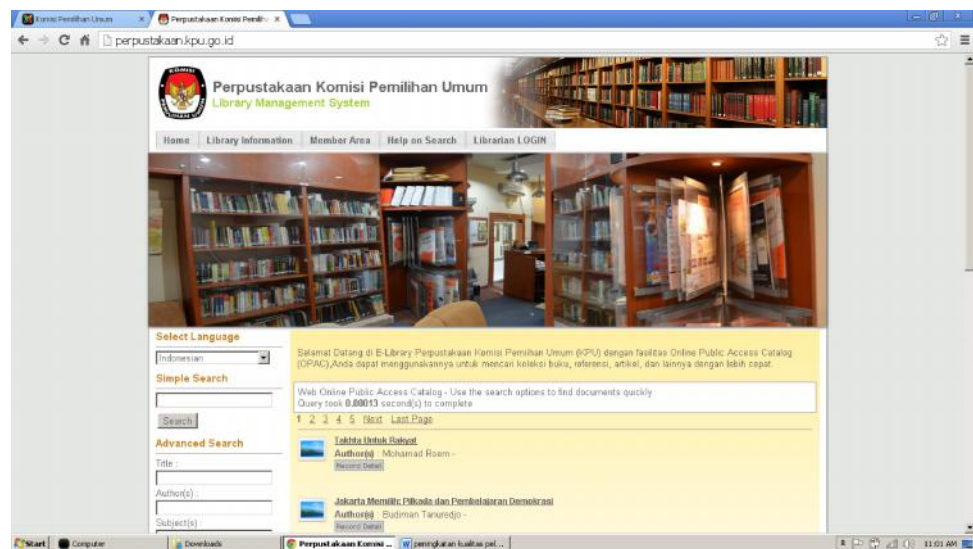 Komisi Pemilihan Umum
Perpustakaan Komisi Pemilih
perpustakaan.kpu.go.id
KOMISI
PEMILIHAN UMUM
Perpustakaan Komisi Pemilihan Umum
Library Management System
Home
Library Information
Member Area
Help on Search
Librarian LOGIN
Select Language
Indonesian
Simple Search
Search
Advanced Search
Title :
Author(s) :
Subject(s) :
Selamat Datang di E-Library Perpustakaan Komisi Pemilihan Umum (KPU) dengan fasilitas Online Public Access Catalog
(OPAC),Anda dapat menggunakannya untuk mencari koleksi buku, referensi, artikel, dan lainnya dengan lebih cepat.
Web Online Public Access Catalog - Use the search options to find documents quickly
Query took 0.00013 second(s) to complete
1 2 3 4 5 Next Last Page
Takhta Untuk Rakyat
Author(s) : Mohamad Roem -
Record Detail
Jakarta Memilih: Pilkada dan Pembelajaran Demokrasi
Author(s) : Budiman Tanuredjo -
Record Detail
Start
Computer
Downloads
Perpustakaan Komisi ...
peningkatan kualitas pel...
11:01 AM